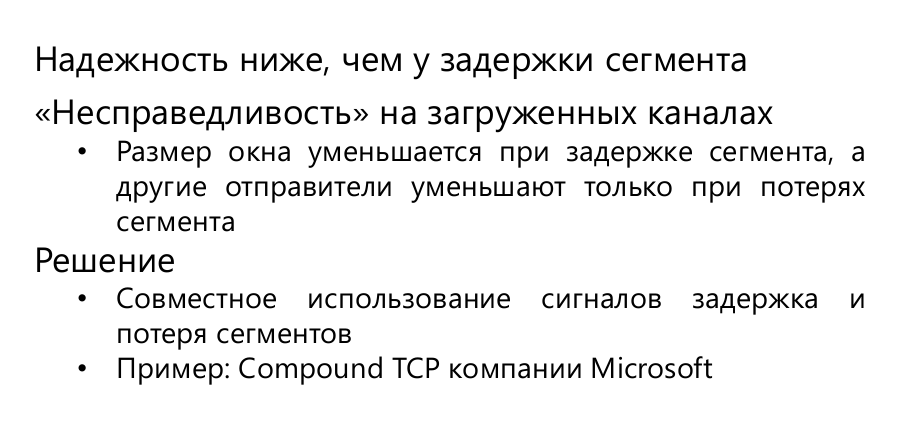 Надежность ниже, чем у задержки сегмента
«Несправедливость» на загруженных каналах
• Размер окна уменьшается при задержке сегмента, а
другие отправители уменьшают только при потерях
сегмента
Решение
• Совместное использование сигналов задержка и
потеря сегментов
• Пример: Compound TCP компании Microsoft